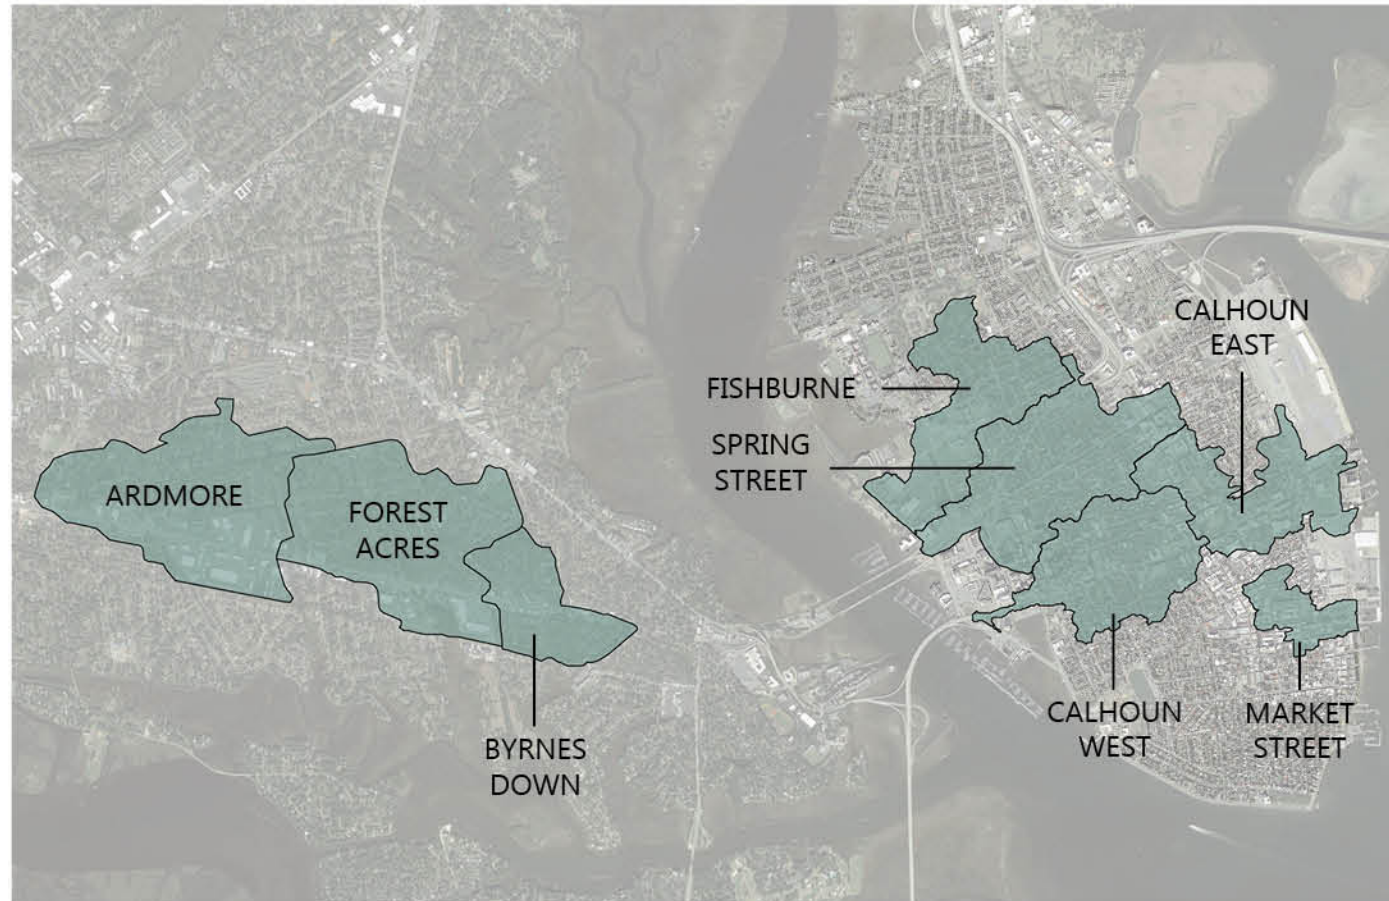 CALHOUN
EAST
FISHBURNE
SPRING
STREET
ARDMORE
FOREST
ACRES
CALHOUN
WEST
MARKET
STREET
BYRNES
DOWN